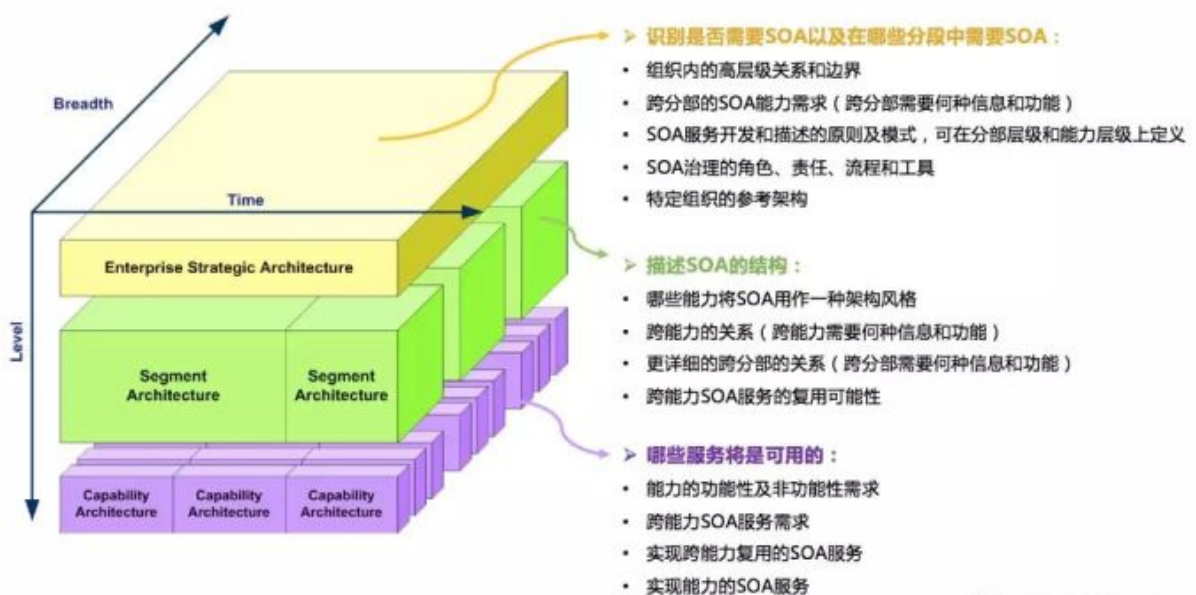 Breadth
Time
Level
Enterprise Strategic Architecture
Segment
Architecture
Segment
Architecture
Capability
Architecture
Capability
Architecture
Capability
Architecture
➢ 识别是否需要SOA以及在哪些分段中需要SOA：
• 组织内的高层级关系和边界
• 跨分部的SOA能力需求（跨分部需要何种信息和功能）
• SOA服务开发和描述的原则及模式，可在分部层级和能力层级上定义
• SOA治理的角色、责任、流程和工具
• 特定组织的参考架构
➢ 描述SOA的结构：
• 哪些能力将SOA用作一种架构风格
• 跨能力的关系（跨能力需要何种信息和功能）
• 更详细的跨分部的关系（跨分部需要何种信息和功能）
• 跨能力SOA服务的复用可能性
➢ 哪些服务将是可用的：
• 能力的功能性及非功能性需求
• 跨能力SOA服务需求
• 实现跨能力复用的SOA服务
• 实现能力的SOA服务